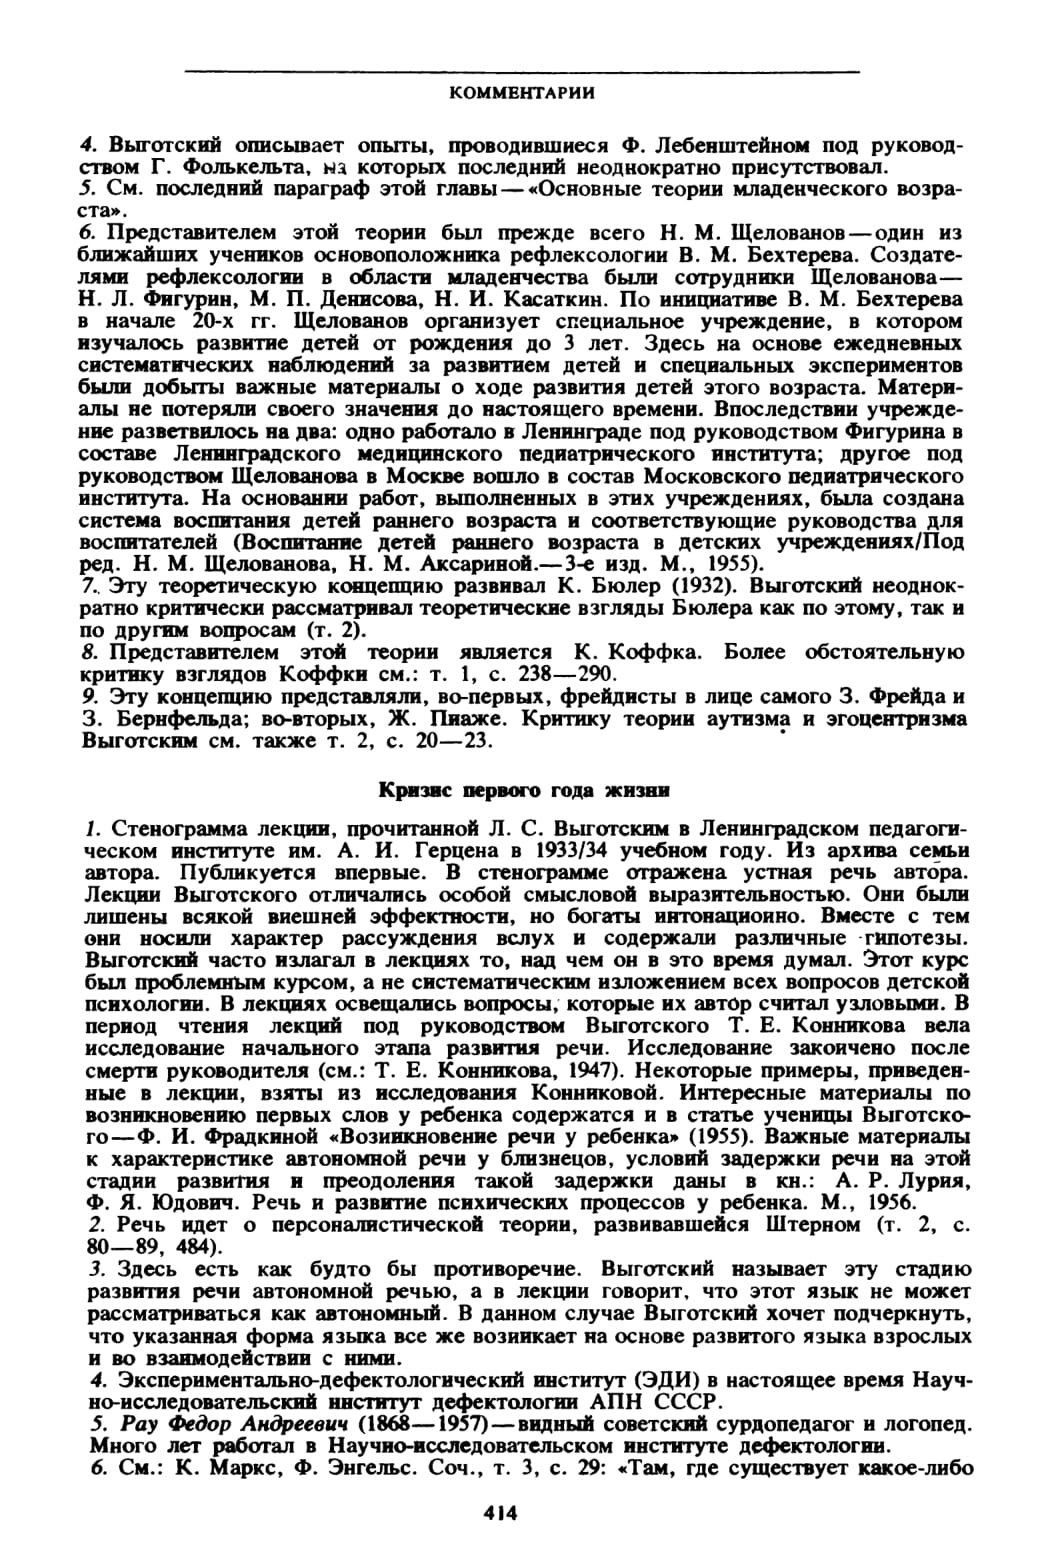 КОММЕНТАРИИ
4. Выготский описывает опыты, проводившиеся Ф. Лебенштейном под руковод-
ством Г. Фолькельта, на которых последний неоднократно присутствовал.
5. См. последний параграф этой главы—«Основные теории младенческого возра-
ста».
6. Представителем этой теории был прежде всего Н. М. Щелованов—один из
ближайших учеников основоположника рефлексологии В. М. Бехтерева. Создате-
лями рефлексологии в области младенчества были сотрудники Щелованова—
Н. Л. Фигурин, М. П. Денисова, Н. И. Касаткин. По инициативе В. М. Бехтерева
в начале 20-х гг. Щелованов организует специальное учреждение, в котором
изучалось развитие детей от рождения до 3 лет. Здесь на основе ежедневных
систематических наблюдений за развитием детей и специальных экспериментов
были добыты важные материалы о ходе развития детей этого возраста. Матери-
алы не потеряли своего значения до настоящего времени. Впоследствии учрежде-
ние разветвилось на два: одно работало в Ленинграде под руководством Фигурина в
составе Ленинградского медицинского педиатрического института; другое под
руководством Щелованова в Москве вошло в состав Московского педиатрического
института. На основании работ, выполненных в этих учреждениях, была создана
система воспитания детей раннего возраста и соответствующие руководства для
воспитателей (Воспитание детей раннего возраста в детских учреждениях/Под
ред. Н. М. Щелованова, Н. М. Аксариной.—3-е изд. М., 1955).
7. Эту теоретическую концепцию развивал К. Бюлер (1932). Выготский неоднок-
ратно критически рассматривал теоретические взгляды Бюлера как по этому, так и
по другим вопросам (т. 2).
8. Представителем этой теории является К. Коффка. Более обстоятельную
критику взглядов Коффки см.: т. 1, с. 238—290.
9. Эту концепцию представляли, во-первых, фрейдисты в лице самого З. Фрейда и
З. Бернфельда; во-вторых, Ж. Пиаже. Критику теории аутизма и эгоцентризма
Выготским см. также т. 2, с. 20—23.
Кризис первого года жизни
1. Стенограмма лекции, прочитанной Л. С. Выготским в Ленинградском педагоги-
ческом институте им. А. И. Герцена в 1933/34 учебном году. Из архива семьи
автора. Публикуется впервые. В стенограмме отражена устная речь автора.
Лекции Выготского отличались особой смысловой выразительностью. Они были
лишены всякой внешней эффектности, но богаты интонационно. Вместе с тем
они носили характер рассуждения вслух и содержали различные гипотезы.
Выготский часто излагал в лекциях то, над чем он в это время думал. Этот курс
был проблемным курсом, а не систематическим изложением всех вопросов детской
психологии. В лекциях освещались вопросы, которые их автор считал узловыми. В
период чтения лекций под руководством Выготского Т. Е. Конникова вела
исследование начального этапа развития речи. Исследование закончено после
смерти руководителя (см.: Т. Е. Конникова, 1947). Некоторые примеры, приведен-
ные в лекции, взяты из исследования Конниковой. Интересные материалы по
возникновению первых слов у ребенка содержатся и в статье ученицы Выготско-
го—Ф. И. Фрадкиной «Возникновение речи у ребенка» (1955). Важные материалы
к характеристике автономной речи у близнецов, условий задержки речи на этой
стадии развития и преодоления такой задержки даны в кн.: А. Р. Лурия,
Ф. Я. Юдович. Речь и развитие психических процессов у ребенка. М., 1956.
2. Речь идет о персоналистической теории, развивавшейся Штерном (т. 2, с.
80—89, 484).
3. Здесь есть как будто бы противоречие. Выготский называет эту стадию
развития речи автономной речью, а в лекции говорит, что этот язык не может
рассматриваться как автономный. В данном случае Выготский хочет подчеркнуть,
что указанная форма языка все же возникает на основе развитого языка взрослых
и во взаимодействии с ними.
4. Экспериментально-дефектологический институт (ЭДИ) в настоящее время Науч-
но-исследовательский институт дефектологии АПН СССР.
5. Рау Федор Андреевич (1868—1957)—видный советский сурдопедагог и логопед.
Много лет работал в Научно-исследовательском институте дефектологии.
6. См.: К. Маркс, Ф. Энгельс. Соч., т. 3, с. 29: «Там, где существует какое-либо
414